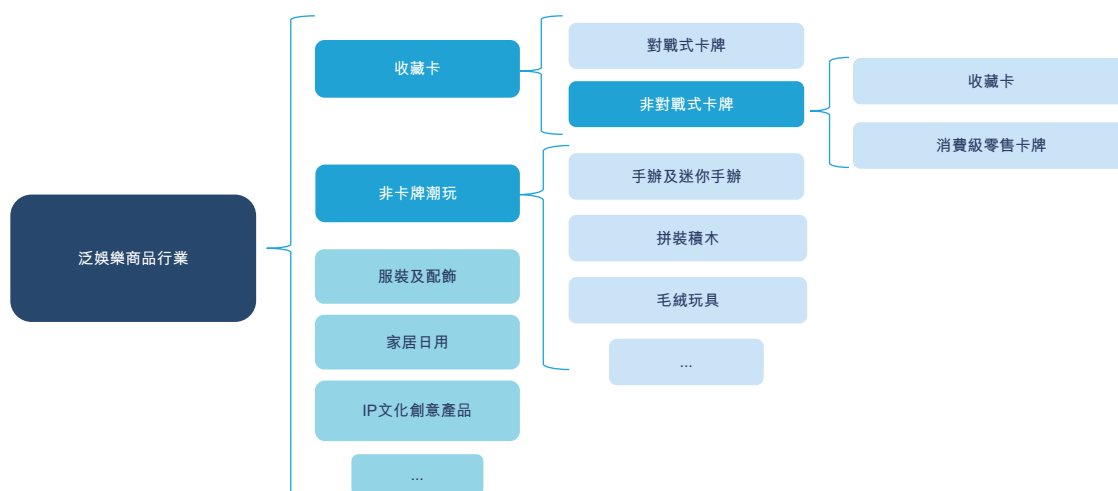 泛娛樂商品行業
收藏卡
對戰式卡牌
非對戰式卡牌
收藏卡
消費級零售卡牌
非卡牌潮玩
手辦及迷你手辦
拼裝積木
毛絨玩具
...
服裝及配飾
家居日用
IP文化創意產品
...